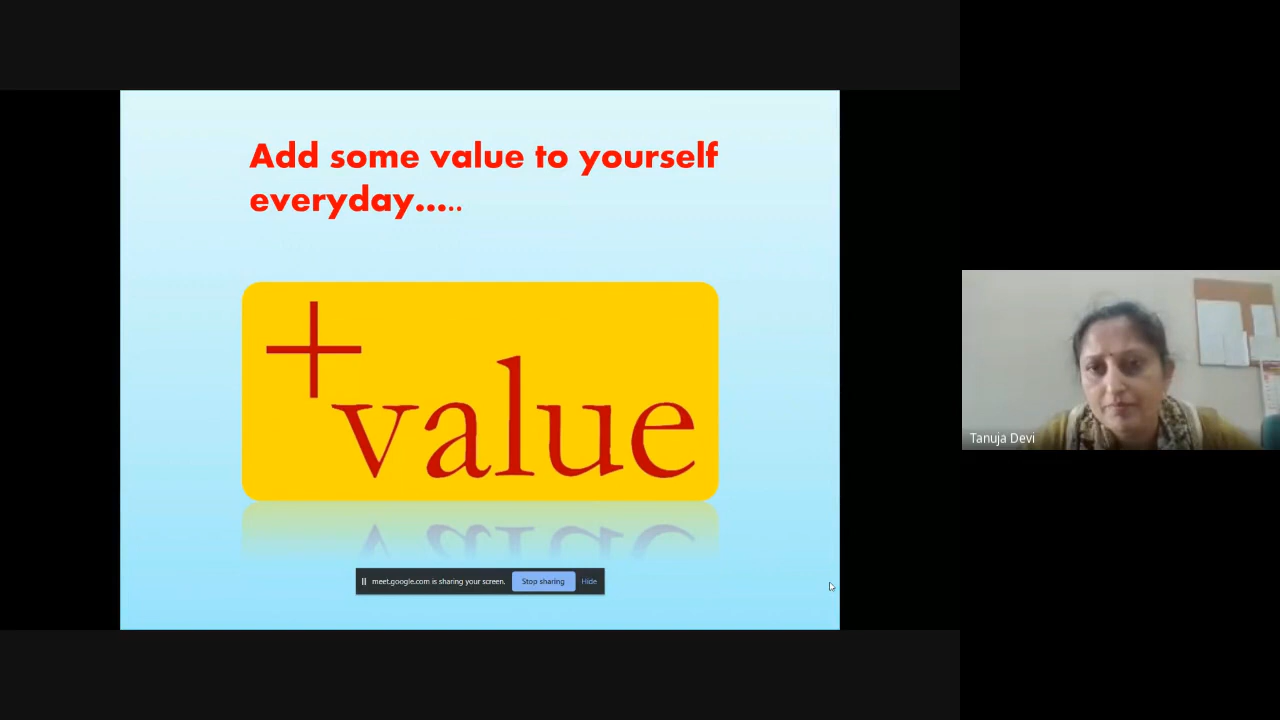 Add some value to yourself
everyday.....
+
value
meet.google.com is sharing your screen. Stop sharing Hide
Tanuja Devi